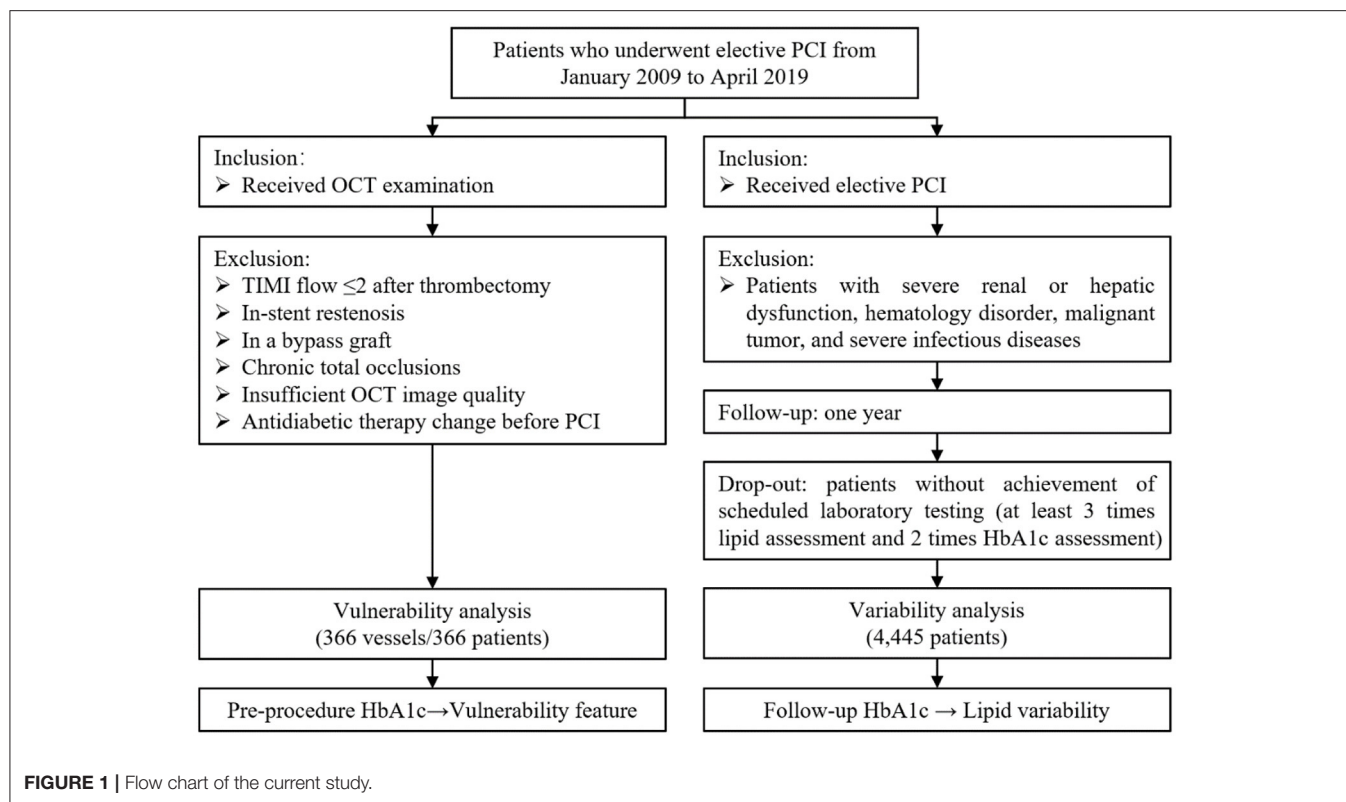 Patients who underwent elective PCI from
January 2009 to April 2019
Inclusion:
➢ Received OCT examination
Exclusion:
➢ TIMI flow ≤2 after thrombectomy
➢ In-stent restenosis
➢ In a bypass graft
➢ Chronic total occlusions
➢ Insufficient OCT image quality
➢ Antidiabetic therapy change before PCI
Vulnerability analysis
(366 vessels/366 patients)
Pre-procedure HbA1c→Vulnerability feature
Inclusion:
➢ Received elective PCI
Exclusion:
➢ Patients with severe renal or hepatic
dysfunction, hematology disorder, malignant
tumor, and severe infectious diseases
Follow-up: one year
Drop-out: patients without achievement of
scheduled laboratory testing (at least 3 times
lipid assessment and 2 times HbA1c assessment)
Variability analysis
(4,445 patients)
Follow-up HbA1c → Lipid variability
FIGURE 1 | Flow chart of the current study.